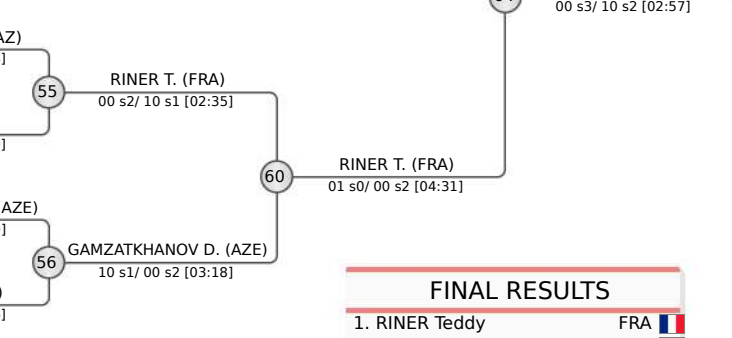 00 s3/ 10 s2 [02:57]
AZ)
]
55
RINER T. (FRA)
00 s2/ 10 s1 [02:35]
]
60
RINER T. (FRA)
01 s0/ 00 s2 [04:31]
AZE)
]
56
GAMZATKHANOV D. (AZE)
10 s1/ 00 s2 [03:18]
)
]
FINAL RESULTS
1. RINER Teddy FRA